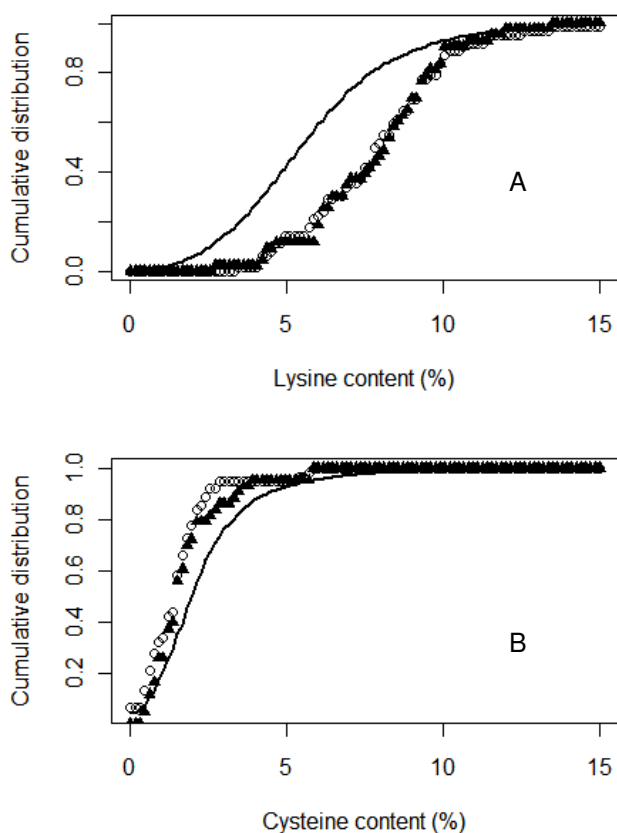 Cumulative distribution
0.8
0.4
0.0
A
0 5 10 15
Lysine content (%)
Cumulative distribution
1.0
0.8
0.6
0.4
0.2
B
0 5 10 15
Cysteine content (%)